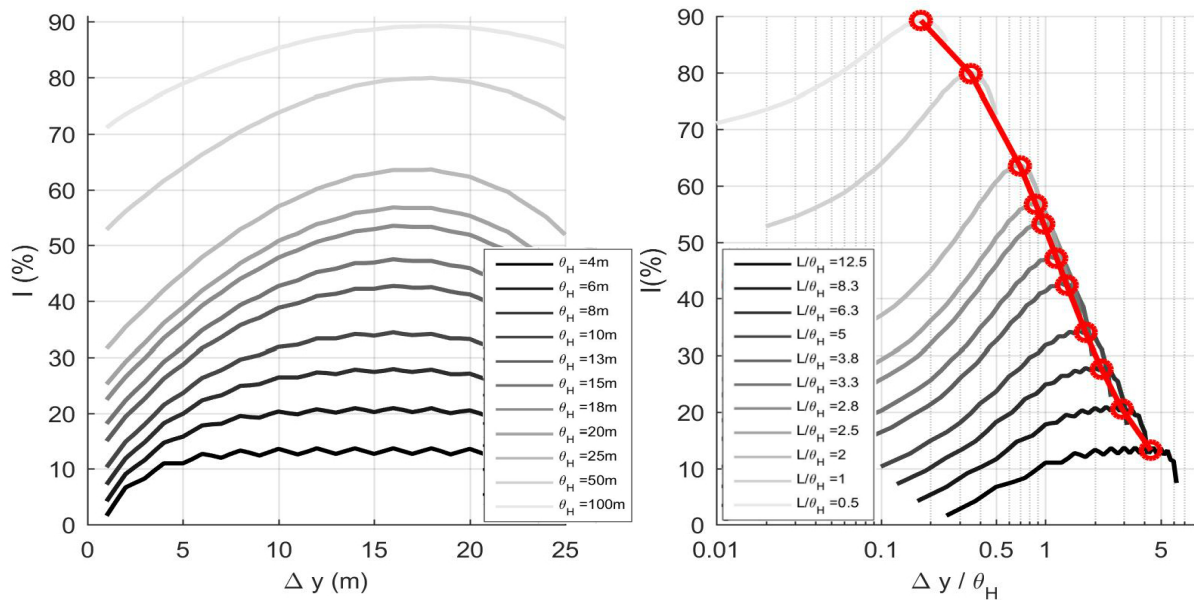 90
80
70
60
50
40
30
20
10
0
I (%)
0
5
10
15
20
25
Δ y (m)
θH =4m
θH =6m
θH =8m
θH =10m
θH =13m
θH =15m
θH =18m
θH =20m
θH =25m
θH =50m
θH =100m
90
80
70
60
50
40
30
20
10
0
I(%)
0.01
0.1
0.5
1
5
Δ y / θH
L/θH =12.5
L/θH =8.3
L/θH =6.3
L/θH =5
L/θH =3.8
L/θH =3.3
L/θH =2.8
L/θH =2.5
L/θH =2
L/θH =1
L/θH =0.5